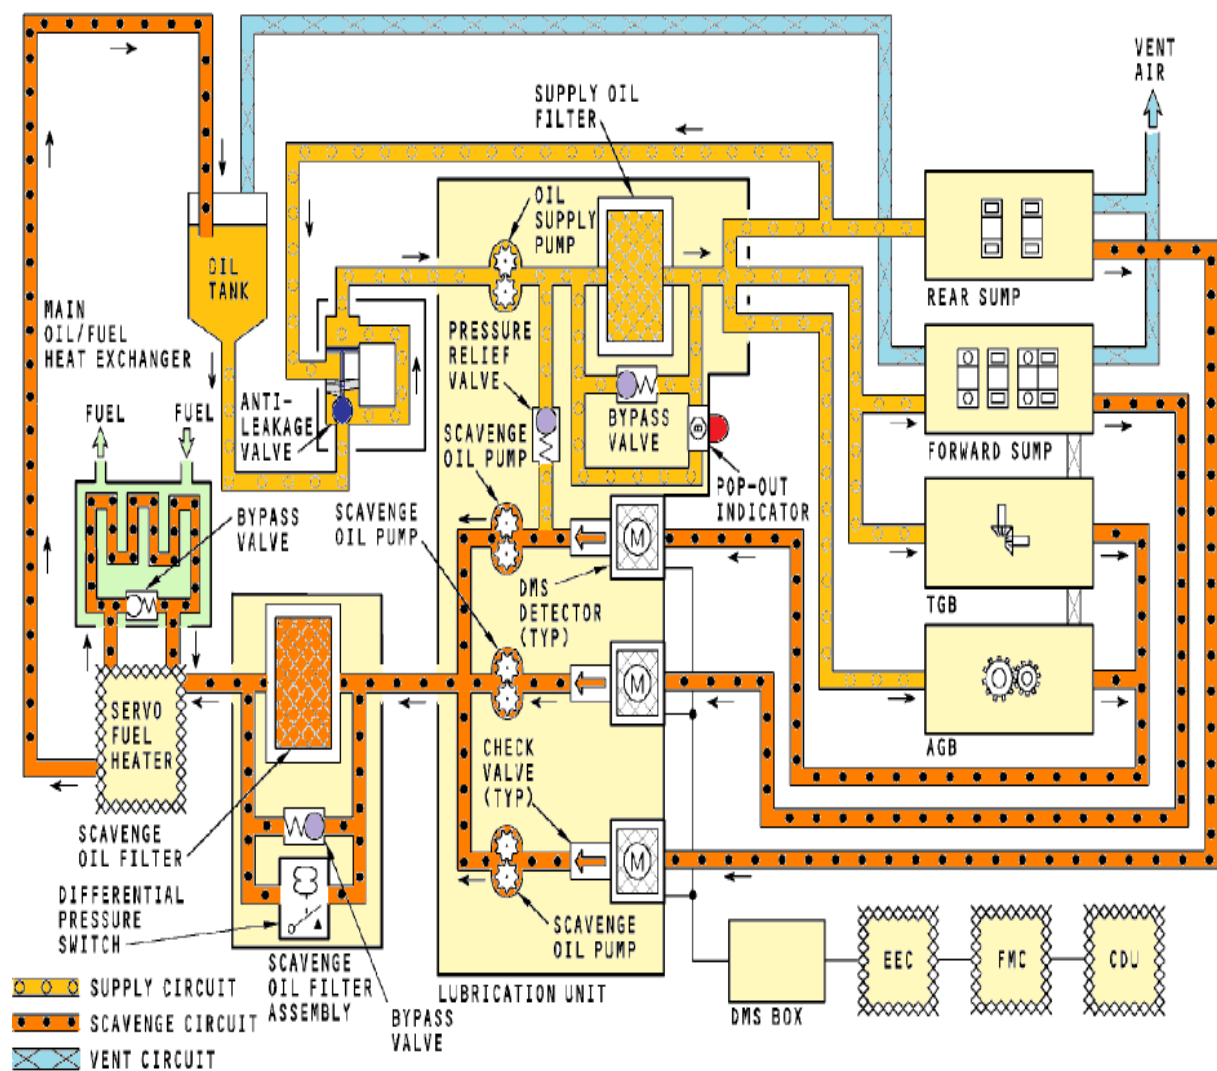 VENT
AIR
SUPPLY OIL
FILTER
OIL
SUPPLY
PUMP
OIL
TANK
MAIN
OIL/FUEL
HEAT EXCHANGER
REAR SUMP
PRESSURE
RELIEF
VALVE
FUEL
FUEL
ANTI-
LEAKAGE
VALVE
BYPASS
VALVE
B
SCAVENGE
OIL PUMP
FORWARD SUMP
POP-OUT
INDICATOR
BYPASS
VALVE
SCAVENGE
OIL PUMP
M
DMS
DETECTOR
(TYP)
TGB
M
SERVO
FUEL
HEATER
CHECK
VALVE
(TYP)
AGB
SCAVENGE
OIL FILTER
M
DIFFERENTIAL
PRESSURE
SWITCH
SCAVENGE
OIL PUMP
SCAVENGE
OIL FILTER
ASSEMBLY
BYPASS
VALVE
LUBRICATION UNIT
DMS BOX
EEC
FMC
CDU
SUPPLY CIRCUIT
SCAVENGE CIRCUIT
VENT CIRCUIT